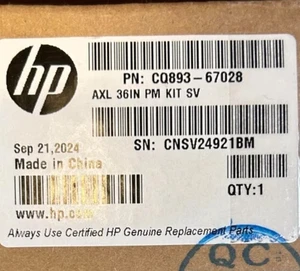 hp
PN: CQ893-67028
AXL 36IN PM KIT SV
Sep 21,2024
SN: CNSV24921BM
Made in China
QTY:1
www.hp.com
Always Use Certified HP Genuine Replacement Parts
QC